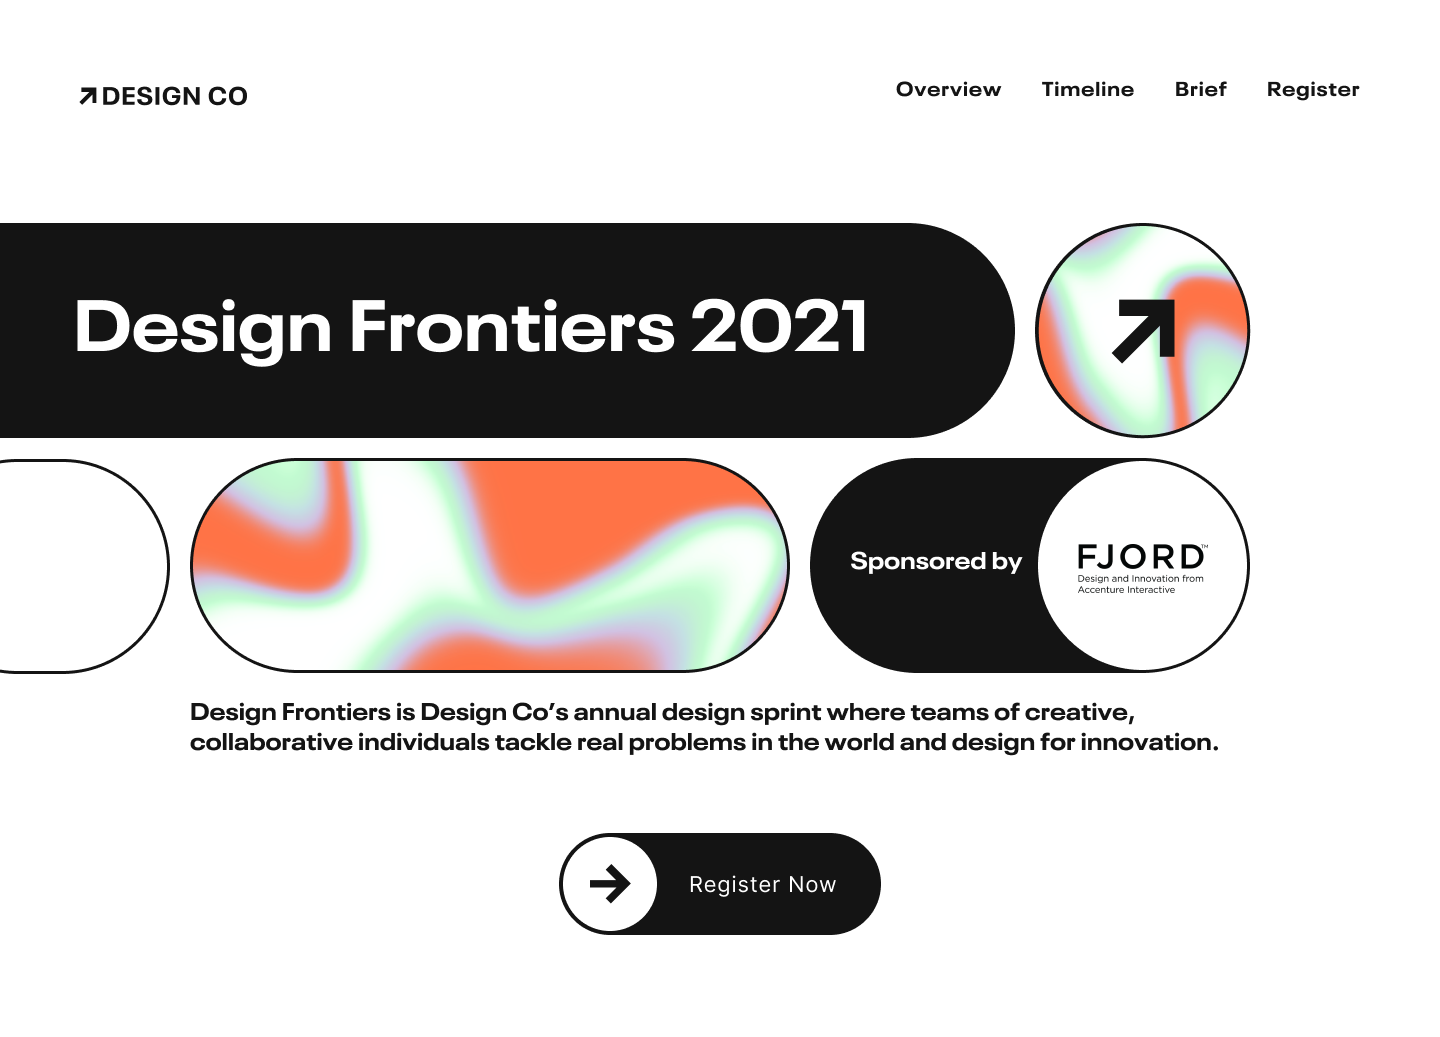 DESIGN CO
Overview Timeline Brief Register
Design Frontiers 2021
Sponsored by
FJORD™
Design and Innovation from
Accenture Interactive
Design Frontiers is Design Co’s annual design sprint where teams of creative,
collaborative individuals tackle real problems in the world and design for innovation.
Register Now